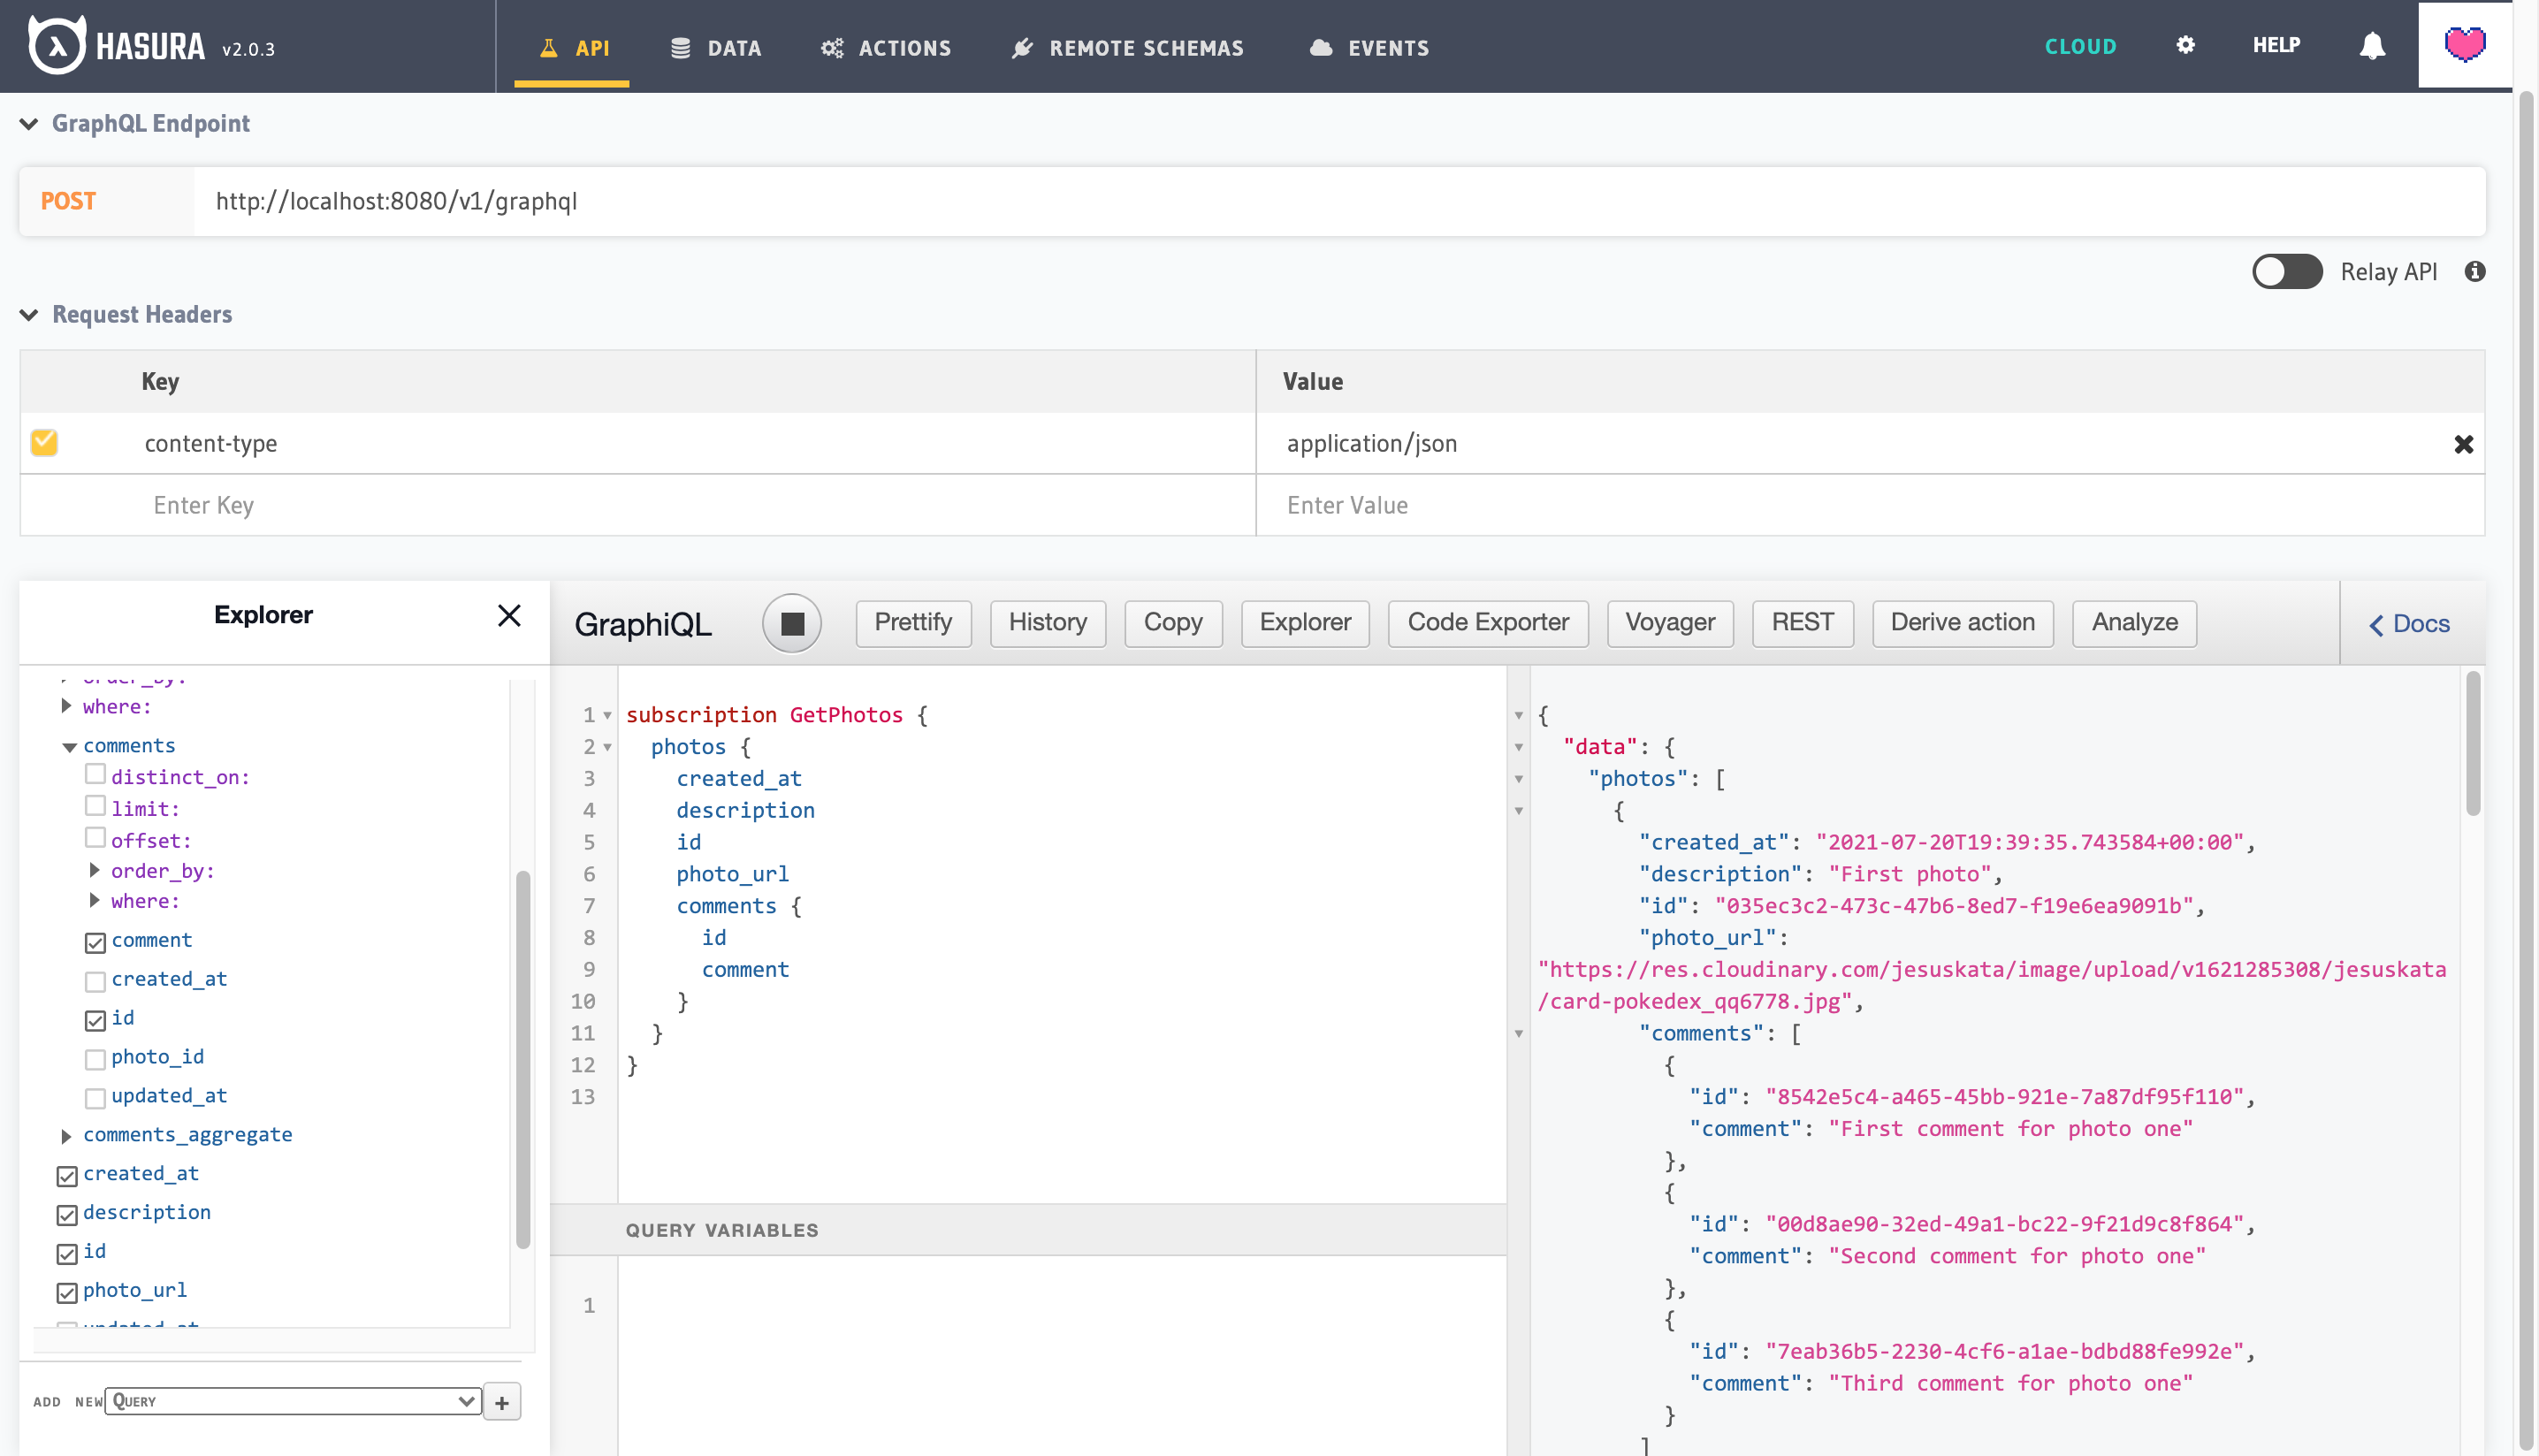 HASURA v2.0.3
API
DATA
ACTIONS
REMOTE SCHEMAS
EVENTS
CLOUD
HELP
GraphQL Endpoint
POST http://localhost:8080/v1/graphql
Relay API
Request Headers
Key Value
content-type application/json
Enter Key Enter Value
Explorer
order_by:
where:
comments
distinct_on:
limit:
offset:
order_by:
where:
comment
created_at
id
photo_id
updated_at
comments_aggregate
created_at
description
id
photo_url
updated_at
ADD NEW QUERY +
GraphiQL
Prettify
History
Copy
Explorer
Code Exporter
Voyager
REST
Derive action
Analyze
Docs
1 subscription GetPhotos {
2 photos {
3 created_at
4 description
5 id
6 photo_url
7 comments {
8 id
9 comment
10 }
11 }
12 }
13
QUERY VARIABLES
1
{
"data": {
"photos": [
{
"created_at": "2021-07-20T19:39:35.743584+00:00",
"description": "First photo",
"id": "035ec3c2-473c-47b6-8ed7-f19e6ea9091b",
"photo_url":
"https://res.cloudinary.com/jesuskata/image/upload/v1621285308/jesuskata
/card-pokedex_qq6778.jpg",
"comments": [
{
"id": "8542e5c4-a465-45bb-921e-7a87df95f110",
"comment": "First comment for photo one"
},
{
"id": "00d8ae90-32ed-49a1-bc22-9f21d9c8f864",
"comment": "Second comment for photo one"
},
{
"id": "7eab36b5-2230-4cf6-a1ae-bdbd88fe992e",
"comment": "Third comment for photo one"
}
]